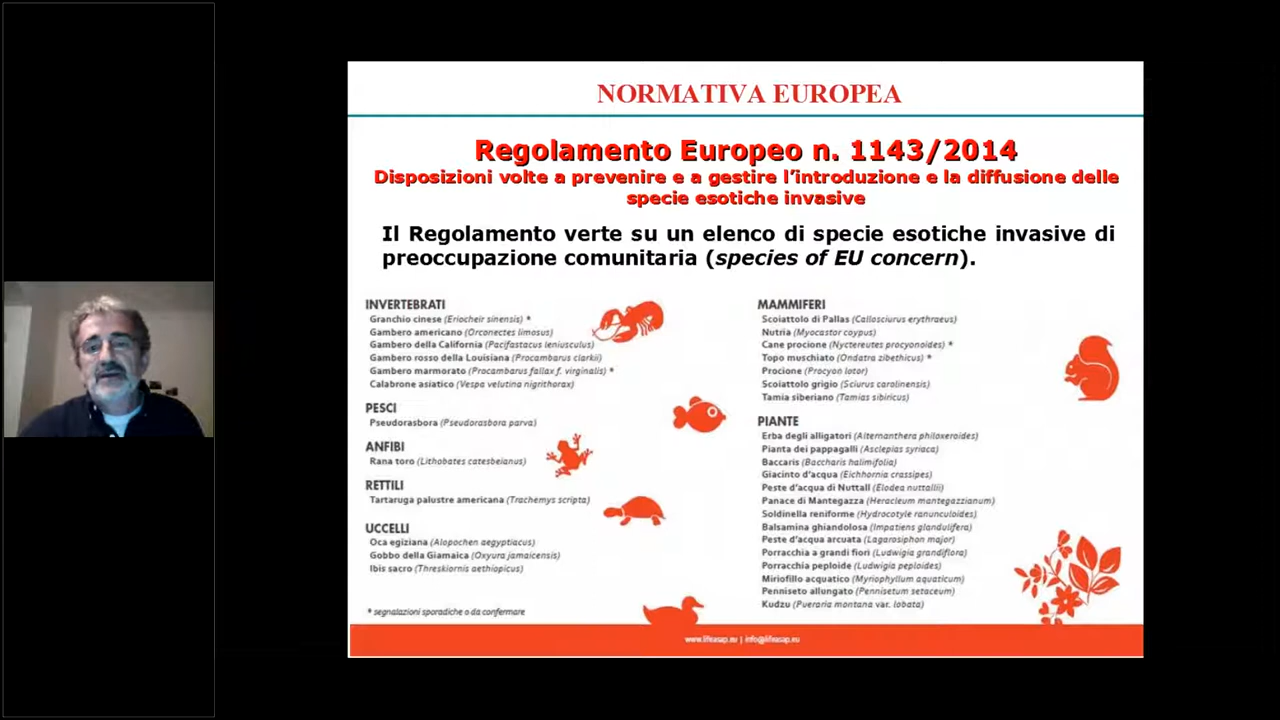 NORMATIVA EUROPEA
Regolamento Europeo n. 1143/2014
Disposizioni volte a prevenire e a gestire l'introduzione e la diffusione delle
specie esotiche invasive
Il Regolamento verte su un elenco di specie esotiche invasive di
preoccupazione comunitaria (species of EU concern).
INVERTEBRATI
Granchio cinese (Eriocheir sinensis) *
Gambero americano (Orconectes limosus)
Gambero della California (Pacifastacus leniusculus)
Gambero rosso della Louisiana (Procambarus clarkii)
Gambero marmorato (Procambarus fallax f. virginalis) *
Calabrone asiatico (Vespa velutina nigrithorax)
PESCI
Pseudorasbora (Pseudorasbora parva)
ANFIBI
Rana toro (Lithobates catesbeianus)
RETTILI
Tartaruga palustre americana (Trachemys scripta)
UCCELLI
Oca egiziana (Alopochen aegyptiacus)
Gobbo della Giamaica (Oxyura jamaicensis)
Ibis sacro (Threskiornis aethiopicus)
* segnalazioni sporadiche o da confermare
MAMMIFERI
Scoiattolo di Pallas (Callosciurus erythraeus)
Nutria (Myocastor coypus)
Cane procione (Nyctereutes procyonoides) *
Topo muschiato (Ondatra zibethicus) *
Procione (Procyon lotor)
Scoiattolo grigio (Sciurus carolinensis)
Tamia siberiano (Tamias sibiricus)
PIANTE
Erba degli alligatori (Alternanthera philoxeroides)
Pianta dei pappagalli (Asclepias syriaca)
Baccaris (Baccharis halimifolia)
Giacinto d'acqua (Eichhornia crassipes)
Peste d'acqua di Nuttall (Elodea nuttallii)
Panace di Mantegazza (Heracleum mantegazzianum)
Soldinella reniforme (Hydrocotyle ranunculoides)
Balsamina ghiandolosa (Impatiens glandulifera)
Peste d'acqua arcuata (Lagarosiphon major)
Porracchia a grandi fiori (Ludwigia grandiflora)
Porracchia peploide (Ludwigia peploides)
Miriofillo acquatico (Myriophyllum aquaticum)
Penniseto allungato (Pennisetum setaceum)
Kudzu (Pueraria montana var. lobata)
www.lifeasap.eu | info@lifeasap.eu